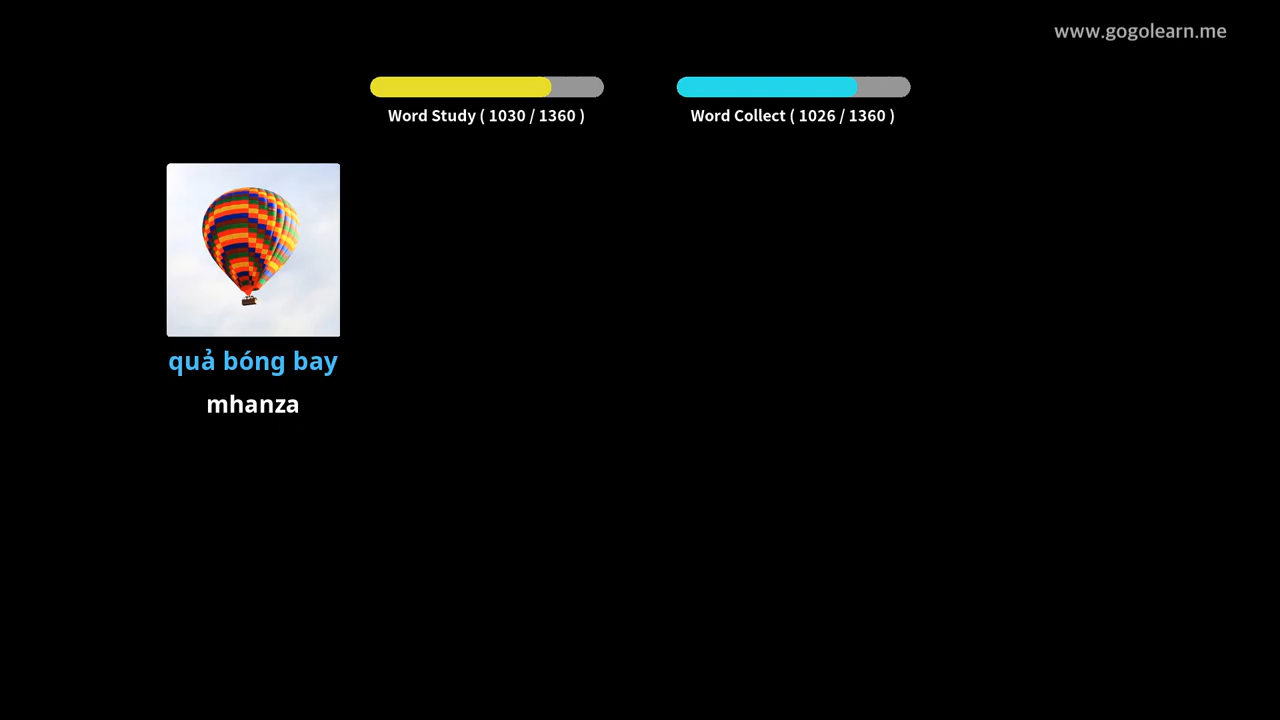 www.gogolearn.me
Word Study ( 1030 / 1360 )
Word Collect ( 1026 / 1360 )
quả bóng bay
mhanza